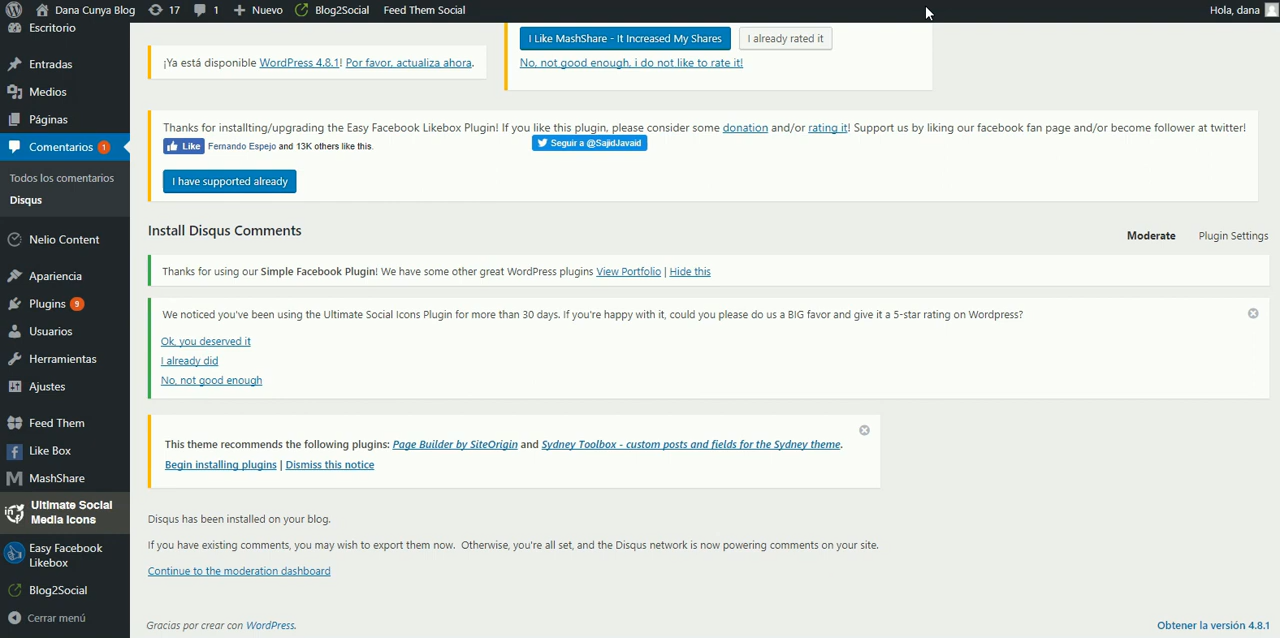 Dana Cunya Blog 17 1 Nuevo Blog2Social Feed Them Social Hola, dana
Escritorio
Entradas
Medios
Páginas
Comentarios 1
Todos los comentarios
Disqus
Nelio Content
Apariencia
Plugins 9
Usuarios
Herramientas
Ajustes
Feed Them
Like Box
MashShare
Ultimate Social
Media Icons
Easy Facebook
Likebox
Blog2Social
Cerrar menú
I Like MashShare - It Increased My Shares I already rated it
No, not good enough, i do not like to rate it!
¡Ya está disponible WordPress 4.8.1! Por favor, actualiza ahora.
Thanks for installting/upgrading the Easy Facebook Likebox Plugin! If you like this plugin, please consider some donation and/or rating it! Support us by liking our facebook fan page and/or become follower at twitter!
Like Fernando Espejo and 13K others like this. Seguir a @SajidJavaid
I have supported already
Install Disqus Comments
Moderate Plugin Settings
Thanks for using our Simple Facebook Plugin! We have some other great WordPress plugins View Portfolio | Hide this
We noticed you've been using the Ultimate Social Icons Plugin for more than 30 days. If you're happy with it, could you please do us a BIG favor and give it a 5-star rating on Wordpress?
Ok, you deserved it
I already did
No, not good enough
This theme recommends the following plugins: Page Builder by SiteOrigin and Sydney Toolbox - custom posts and fields for the Sydney theme.
Begin installing plugins | Dismiss this notice
Disqus has been installed on your blog.
If you have existing comments, you may wish to export them now. Otherwise, you're all set, and the Disqus network is now powering comments on your site.
Continue to the moderation dashboard
Gracias por crear con WordPress.
Obtener la versión 4.8.1